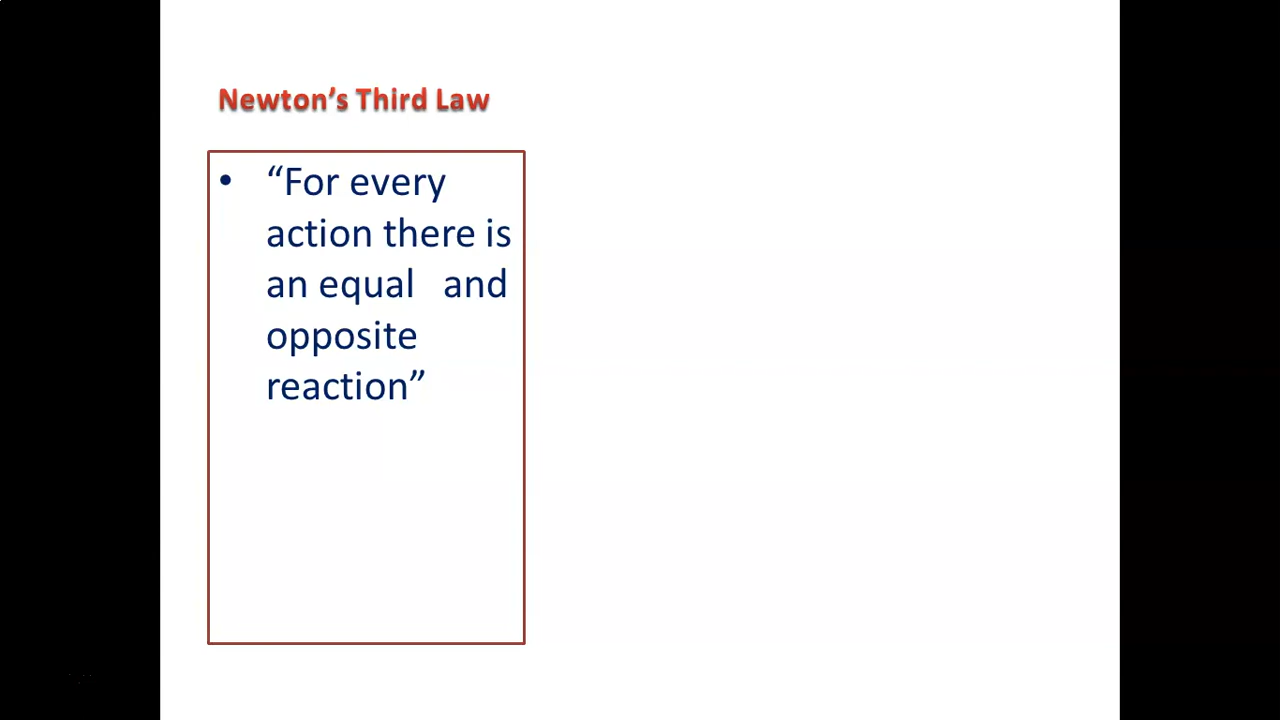 Newton’s Third Law
• “For every
action there is
an equal   and
opposite
reaction”